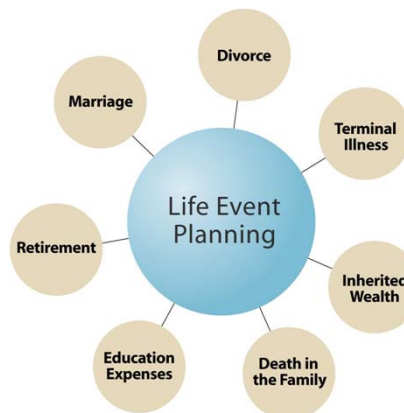 Divorce
Marriage
Terminal
Illness
Life Event
Planning
Retirement
Inherited
Wealth
Education
Expenses
Death in
the Family